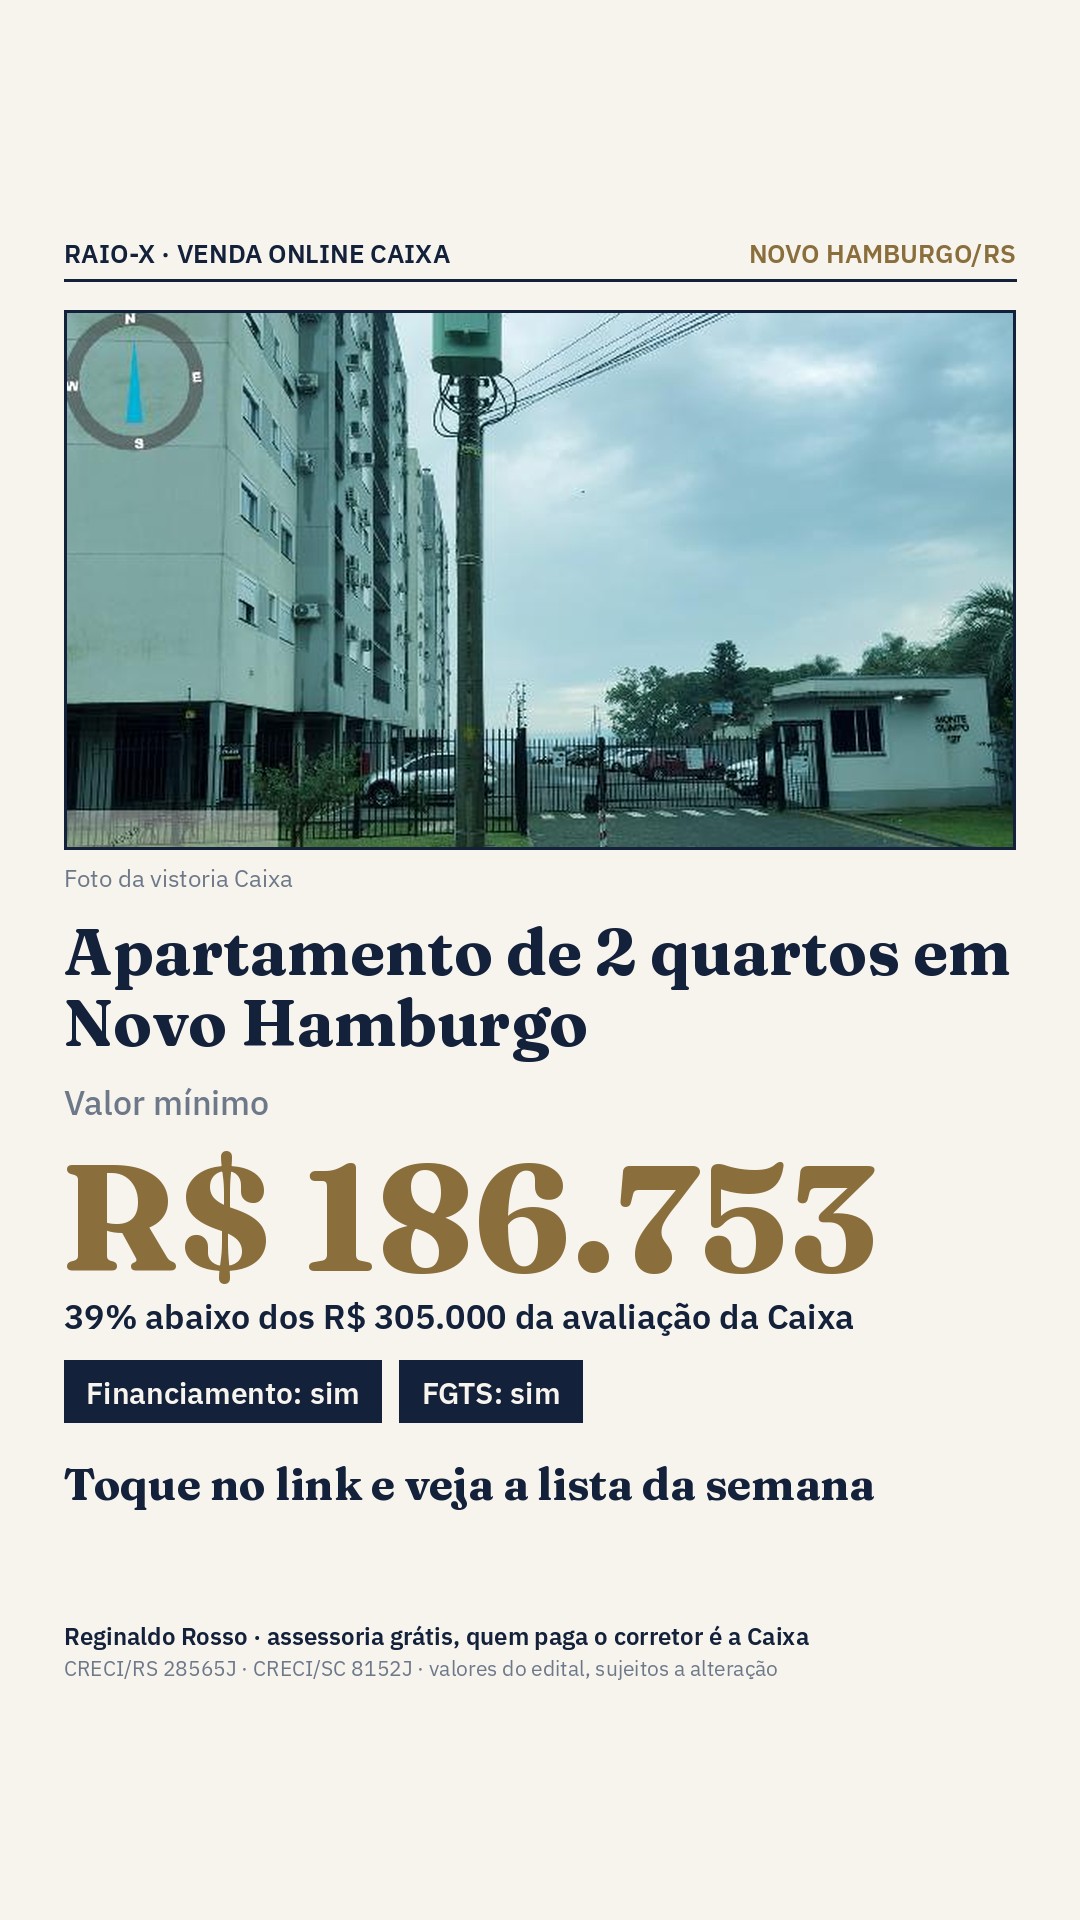 RAIO-X · VENDA ONLINE CAIXA
NOVO HAMBURGO/RS
N
W E
S
MONTE
OLIMPO
Foto da vistoria Caixa
Apartamento de 2 quartos em
Novo Hamburgo
Valor mínimo
R$ 186.753
39% abaixo dos R$ 305.000 da avaliação da Caixa
Financiamento: sim FGTS: sim
Toque no link e veja a lista da semana
Reginaldo Rosso · assessoria grátis, quem paga o corretor é a Caixa
CRECI/RS 28565J · CRECI/SC 8152J · valores do edital, sujeitos a alteração